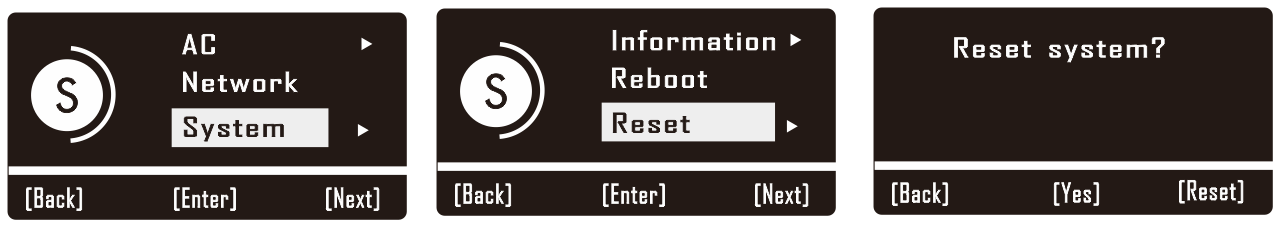 AC
Network
S
System
[Back] [Enter] [Next]
Information
Reboot
S
Reset
[Back] [Enter] [Next]
Reset system?
[Back] [Yes] [Reset]